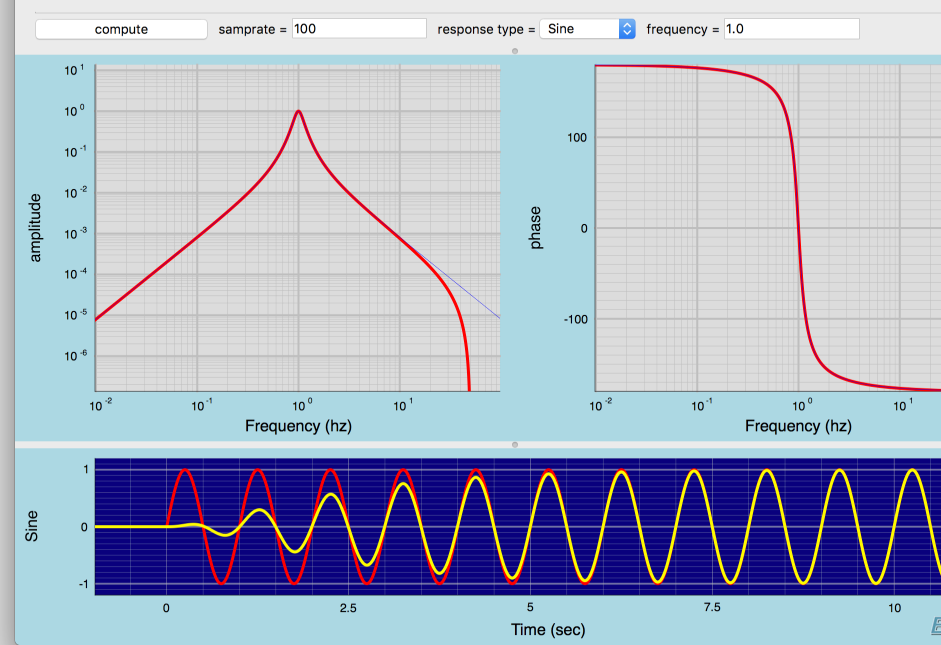 compute samprate = 100 response type = Sine frequency = 1.0
10 1
10 0
10 -1
10 -2
10 -3
10 -4
10 -5
10 -6
amplitude
10 -2 10 -1 10 0 10 1
Frequency (hz)
100
0
-100
phase
10 -2 10 -1 10 0 10 1
Frequency (hz)
1
0
-1
Sine
0 2.5 5 7.5 10
Time (sec)